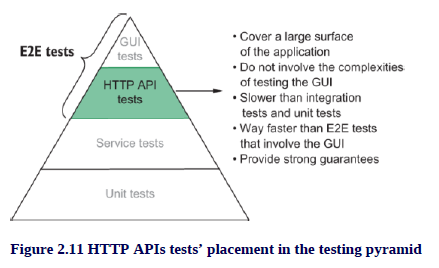 E2E tests
GUI
tests
HTTP API
tests
Service tests
Unit tests
• Cover a large surface
of the application
• Do not involve the complexities
of testing the GUI
• Slower than integration
tests and unit tests
• Way faster than E2E tests
that involve the GUI
• Provide strong guarantees
Figure 2.11 HTTP APIs tests’ placement in the testing pyramid